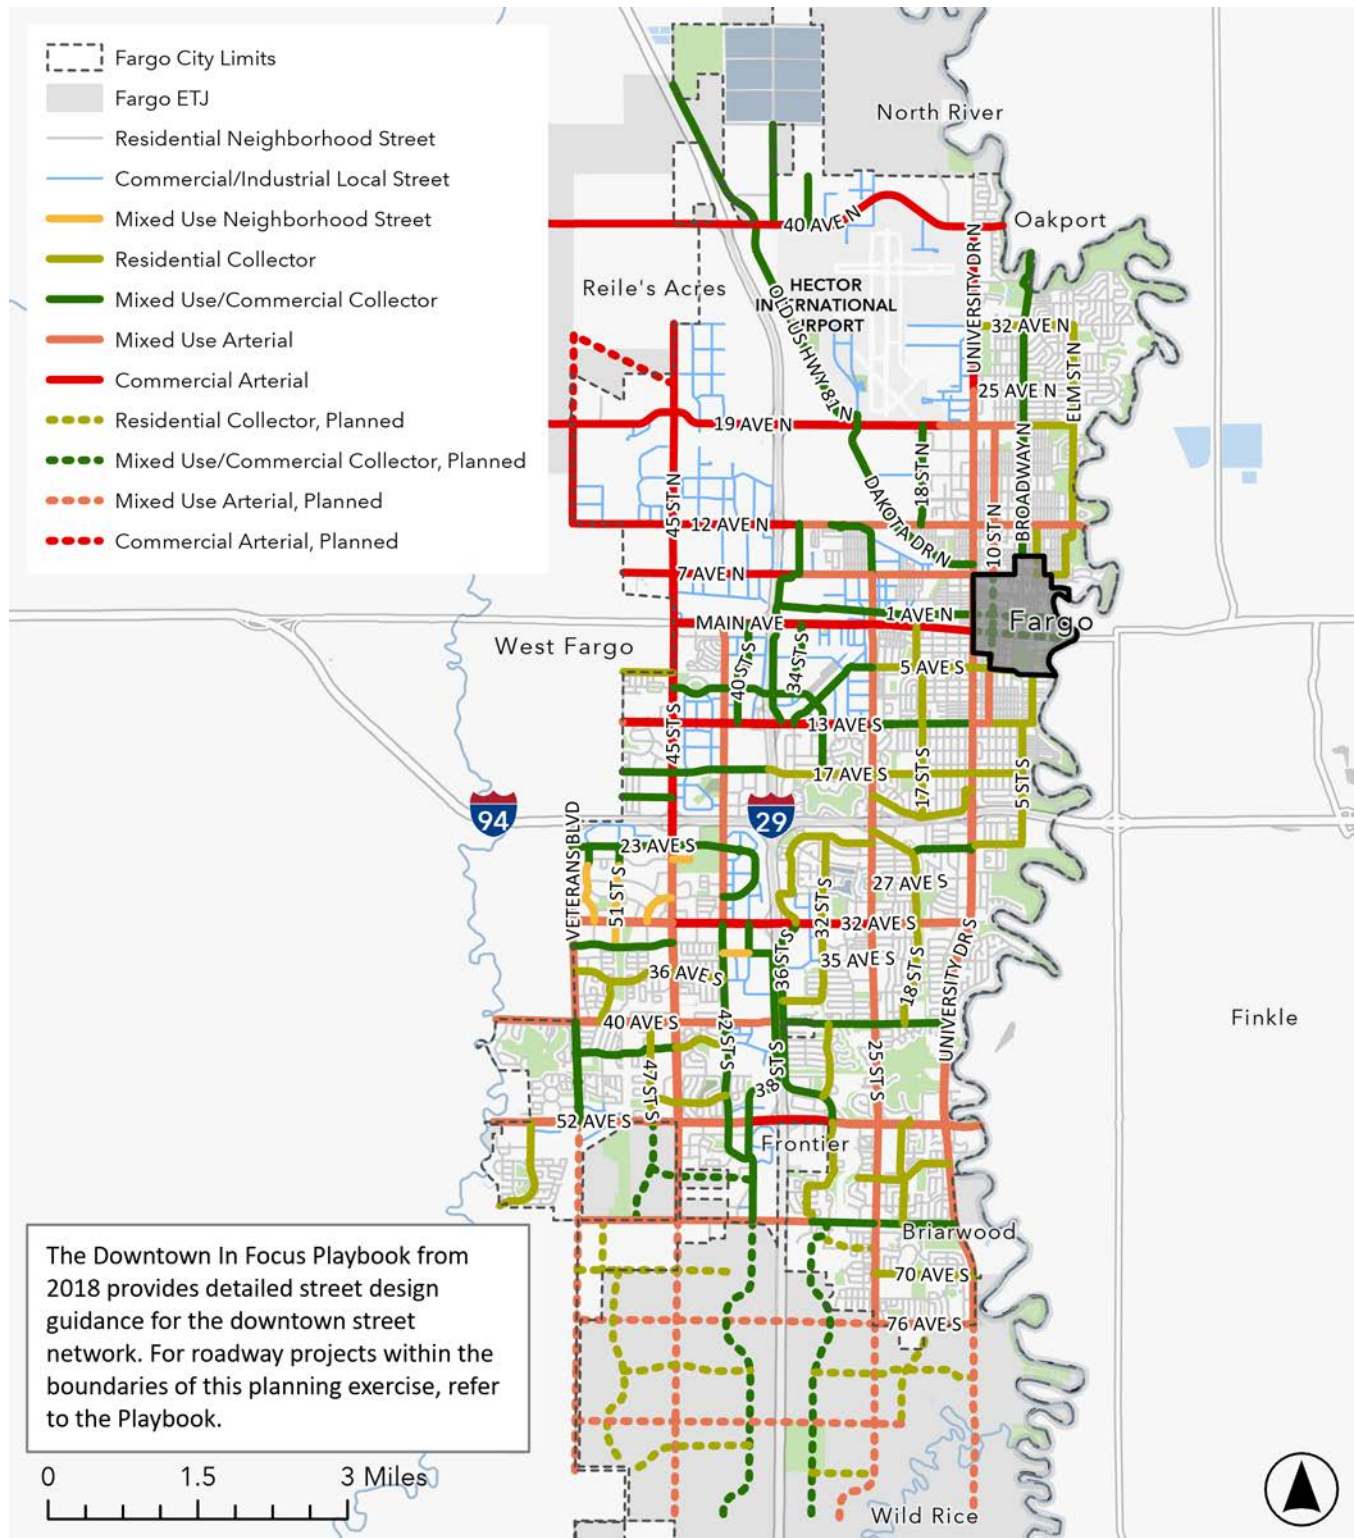 Fargo City Limits
Fargo ETJ
Residential Neighborhood Street
Commercial/Industrial Local Street
Mixed Use Neighborhood Street
Residential Collector
Mixed Use/Commercial Collector
Mixed Use Arterial
Commercial Arterial
Residential Collector, Planned
Mixed Use/Commercial Collector, Planned
Mixed Use Arterial, Planned
Commercial Arterial, Planned
North River
40 AVE N
Oakport
UNIVERSITY DR N
Reile's Acres
HECTOR
INTERNATIONAL
AIRPORT
OLD US HWY 81 N
32 AVE N
25 AVE N
ELM ST N
19 AVE N
BROADWAY N
18 ST N
45 ST N
12 AVE N
DAKOTA DR N
10 ST N
7 AVE N
1 AVE N
MAIN AVE
Fargo
West Fargo
40 ST S
34 ST S
5 AVE S
45 ST S
13 AVE S
17 AVE S
17 ST S
5 ST S
94
29
VETERANS BLVD
23 AVE S
51 ST S
27 AVE S
32 ST S
32 AVE S
36 ST S
35 AVE S
18 ST S
UNIVERSITY DR S
36 AVE S
40 AVE S
42 ST S
Finkle
47 ST S
38 ST S
25 ST S
52 AVE S
Frontier
Briarwood
70 AVE S
76 AVE S
Wild Rice
The Downtown In Focus Playbook from
2018 provides detailed street design
guidance for the downtown street
network. For roadway projects within the
boundaries of this planning exercise, refer
to the Playbook.
0 1.5 3 Miles